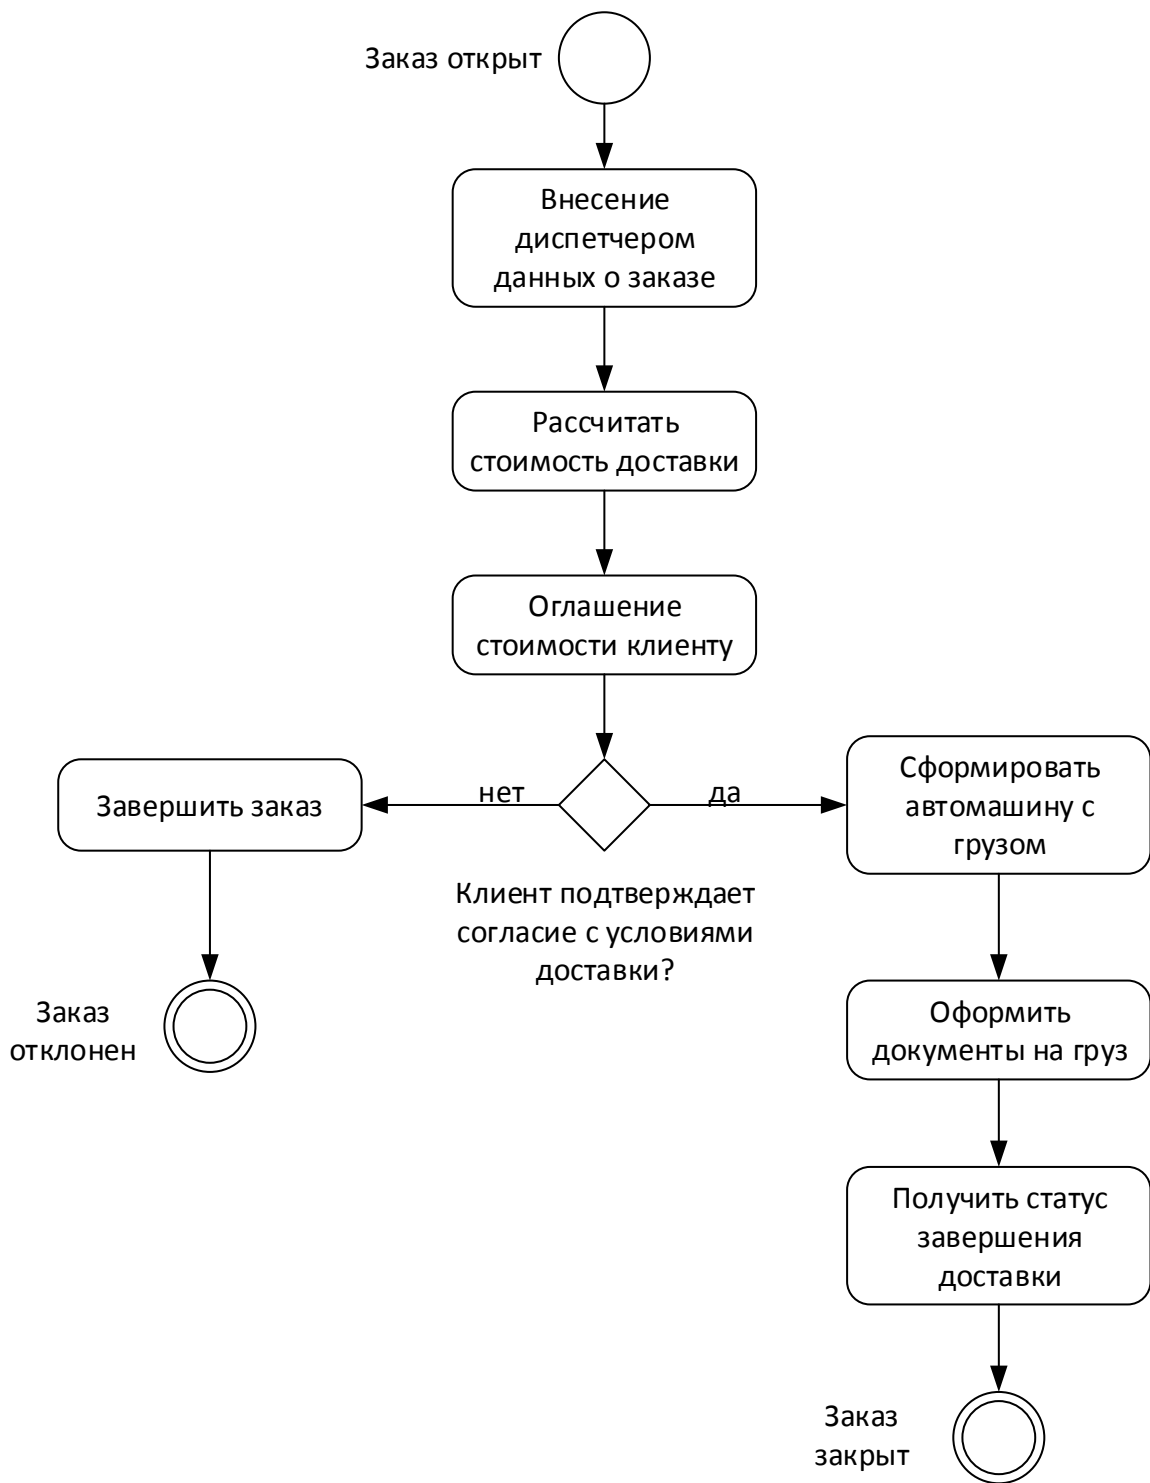 Заказ открыт
Внесение
диспетчером
данных о заказе
Рассчитать
стоимость доставки
Оглашение
стоимости клиенту
Завершить заказ
нет
да
Сформировать
автомашину с
грузом
Клиент подтверждает
согласие с условиями
доставки?
Заказ
отклонен
Оформить
документы на груз
Получить статус
завершения
доставки
Заказ
закрыт